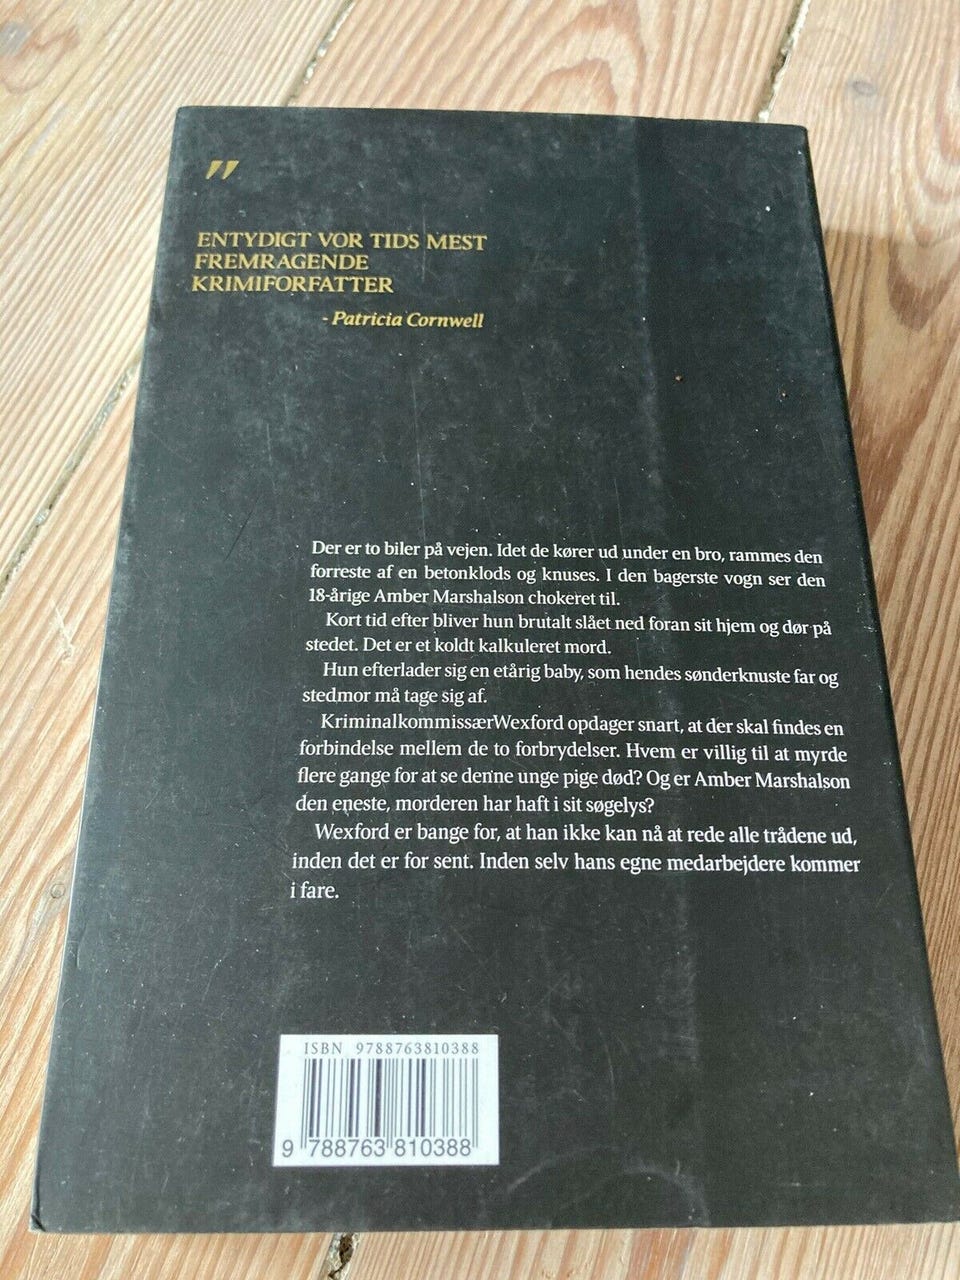 "
ENTYDIGT VOR TIDS MEST
FREMRAGENDE
KRIMIFORFATTER
- Patricia Cornwell
Der er to biler på vejen. Idet de kører ud under en bro, rammes den
forreste af en betonklods og knuses. I den bagerste vogn ser den
18-årige Amber Marshalson chokeret til.
Kort tid efter bliver hun brutalt slået ned foran sit hjem og dør på
stedet. Det er et koldt kalkuleret mord.
Hun efterlader sig en etårig baby, som hendes sønderknuste far og
stedmor må tage sig af.
KriminalkommissærWexford opdager snart, at der skal findes en
forbindelse mellem de to forbrydelser. Hvem er villig til at myrde
flere gange for at se denne unge pige død? Og er Amber Marshalson
den eneste, morderen har haft i sit søgelys?
Wexford er bange for, at han ikke kan nå at rede alle trådene ud,
inden det er for sent. Inden selv hans egne medarbejdere kommer
i fare.
ISBN 9788763810388
9 788763 810388